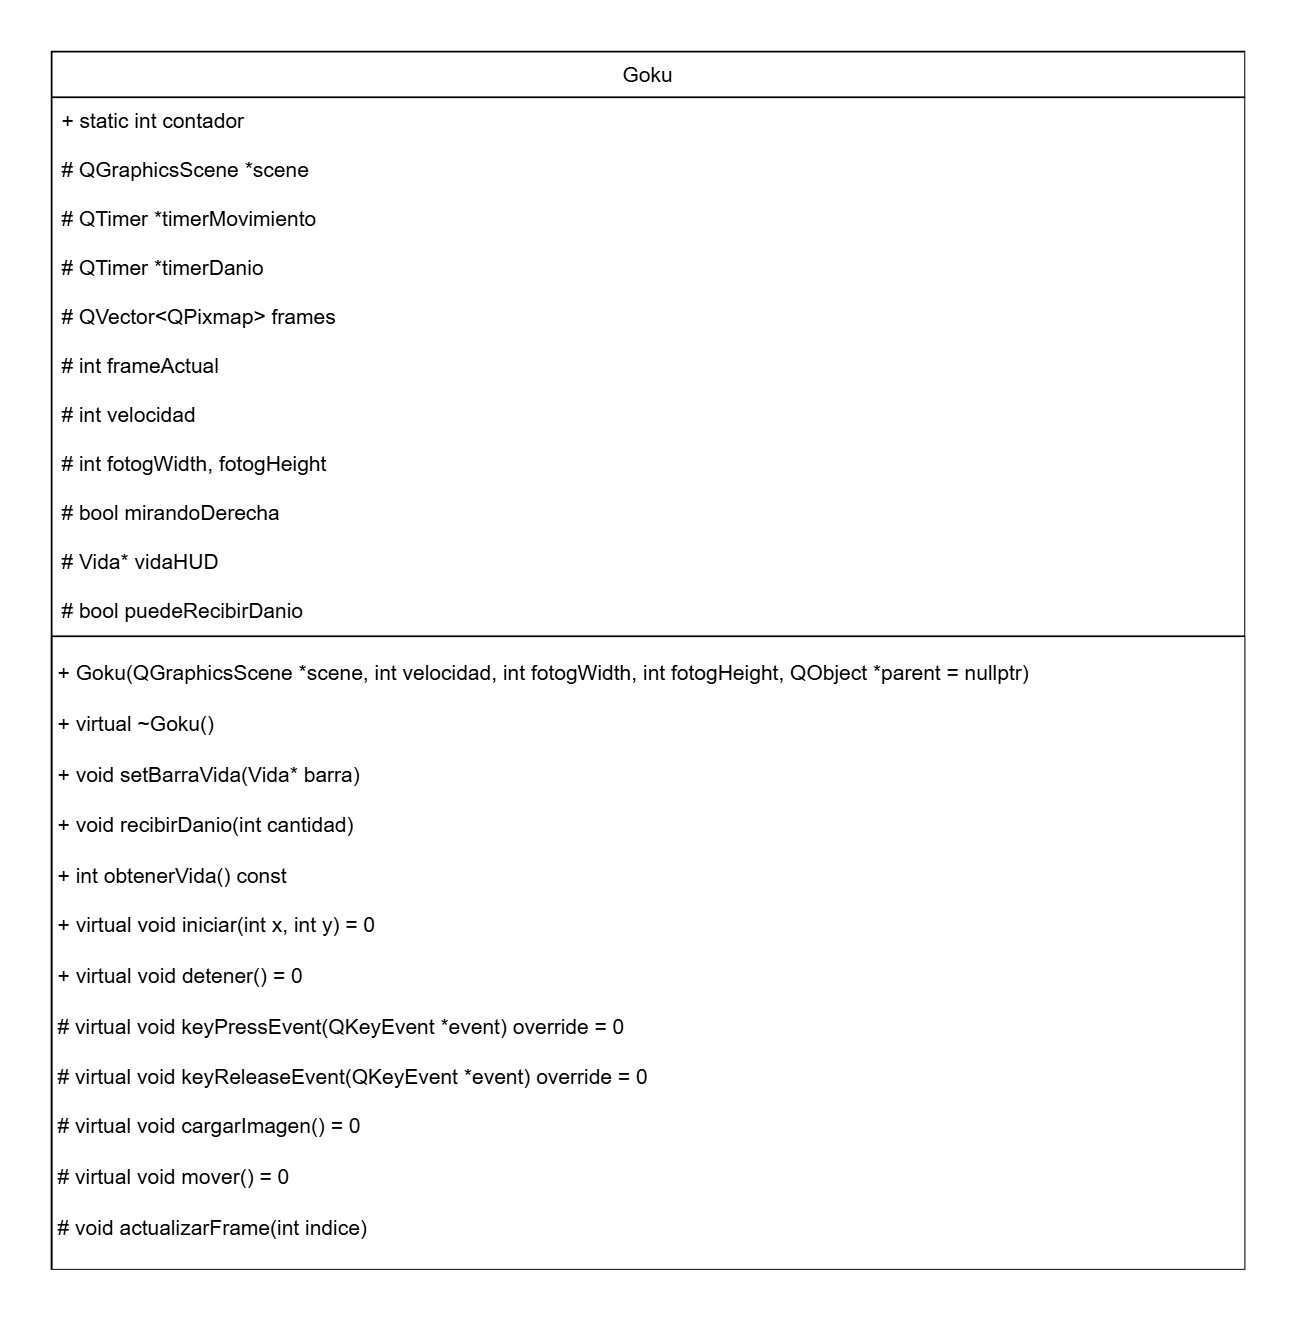 Goku
+ static int contador
# QGraphicsScene *scene
# QTimer *timerMovimiento
# QTimer *timerDanio
# QVector<QPixmap> frames
# int frameActual
# int velocidad
# int fotogWidth, fotogHeight
# bool mirandoDerecha
# Vida* vidaHUD
# bool puedeRecibirDanio
+ Goku(QGraphicsScene *scene, int velocidad, int fotogWidth, int fotogHeight, QObject *parent = nullptr)
+ virtual ~Goku()
+ void setBarraVida(Vida* barra)
+ void recibirDanio(int cantidad)
+ int obtenerVida() const
+ virtual void iniciar(int x, int y) = 0
+ virtual void detener() = 0
# virtual void keyPressEvent(QKeyEvent *event) override = 0
# virtual void keyReleaseEvent(QKeyEvent *event) override = 0
# virtual void cargarImagen() = 0
# virtual void mover() = 0
# void actualizarFrame(int indice)